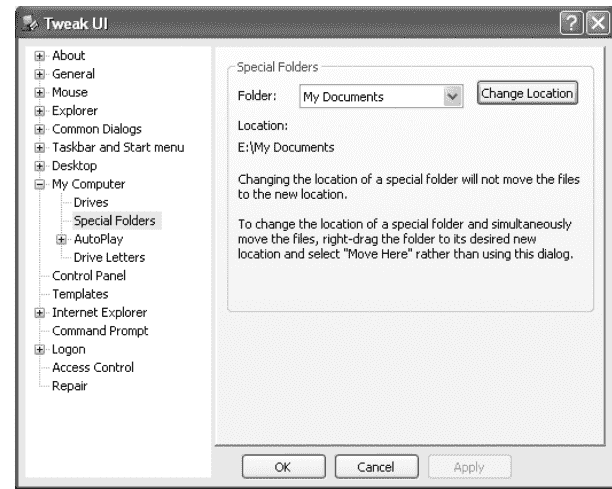 Tweak UI
About
General
Mouse
Explorer
Common Dialogs
Taskbar and Start menu
Desktop
My Computer
Drives
Special Folders
AutoPlay
Drive Letters
Control Panel
Templates
Internet Explorer
Command Prompt
Logon
Access Control
Repair
Special Folders
Folder: My Documents Change Location
Location:
E:\My Documents
Changing the location of a special folder will not move the files
to the new location.
To change the location of a special folder and simultaneously
move the files, right-drag the folder to its desired new
location and select "Move Here" rather than using this dialog.
OK Cancel Apply